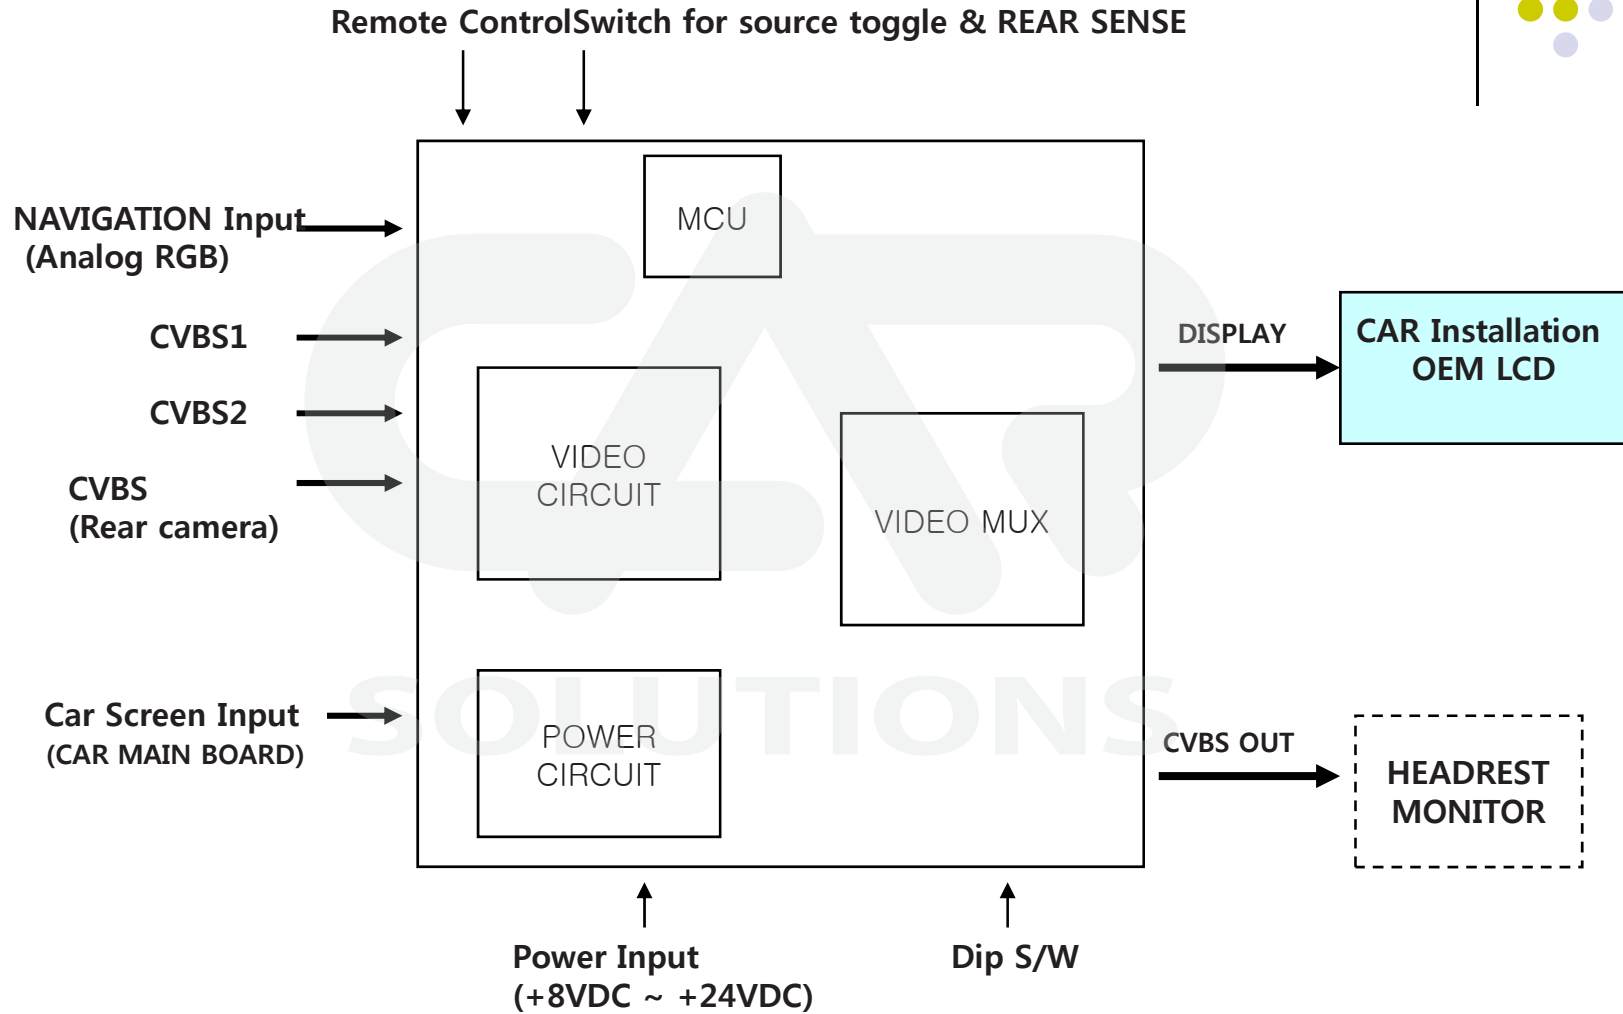 Remote ControlSwitch for source toggle & REAR SENSE
MCU
NAVIGATION Input
(Analog RGB)
CVBS1
CVBS2
CVBS
(Rear camera)
VIDEO
CIRCUIT
VIDEO MUX
DISPLAY
CAR Installation
OEM LCD
Car Screen Input
(CAR MAIN BOARD)
POWER
CIRCUIT
CVBS OUT
HEADREST
MONITOR
Power Input
(+8VDC ~ +24VDC)
Dip S/W
CAR
SOLUTIONS